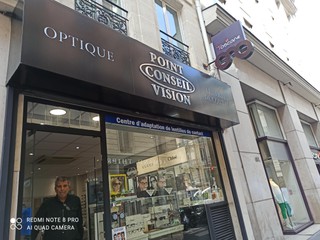 OPTIQUE
POINT
CONSEIL
VISION
Centre d'adaptation de lentilles de contact
REDMI NOTE 8 PRO
AI QUAD CAMERA